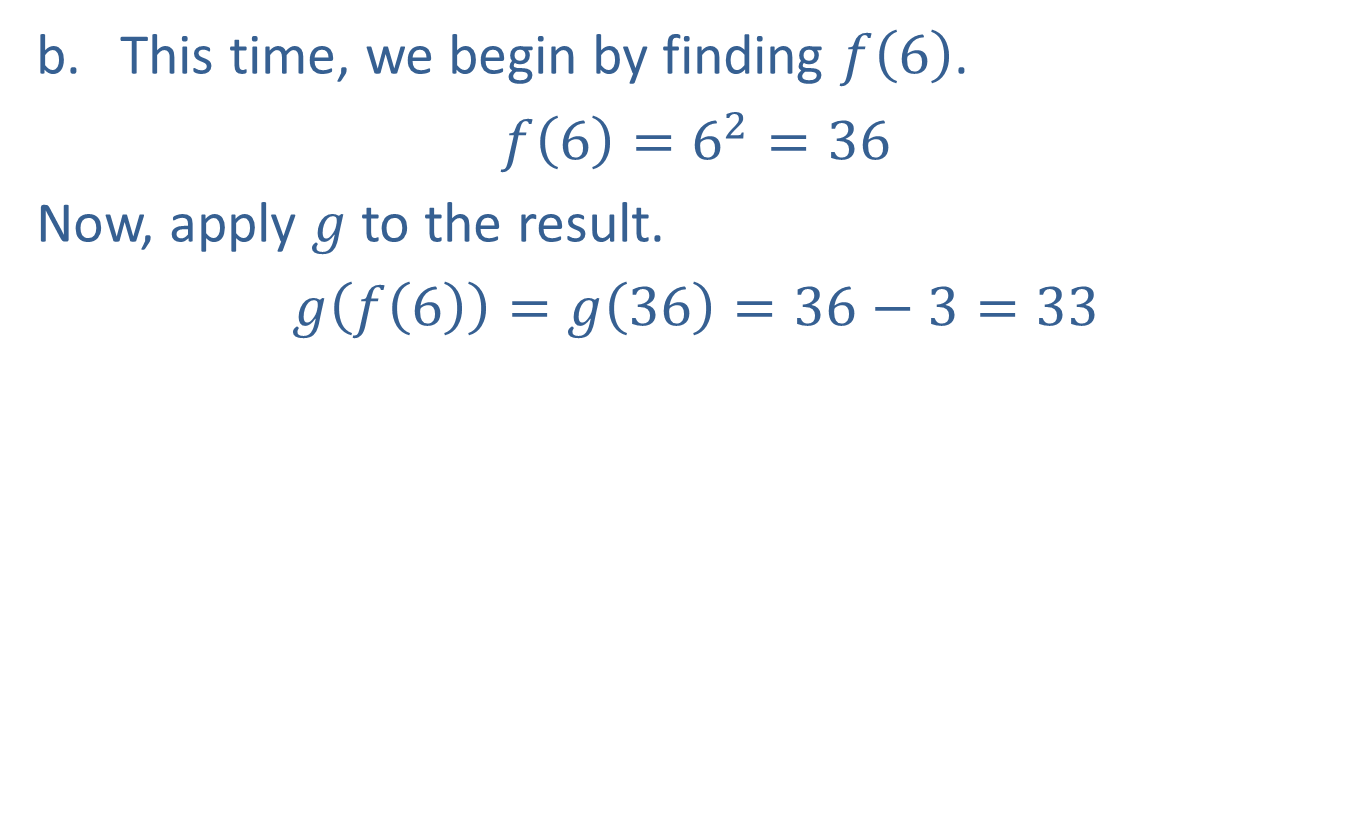 b. This time, we begin by finding f(6).
f(6) = 6² = 36
Now, apply g to the result.
g(f(6)) = g(36) = 36 – 3 = 33